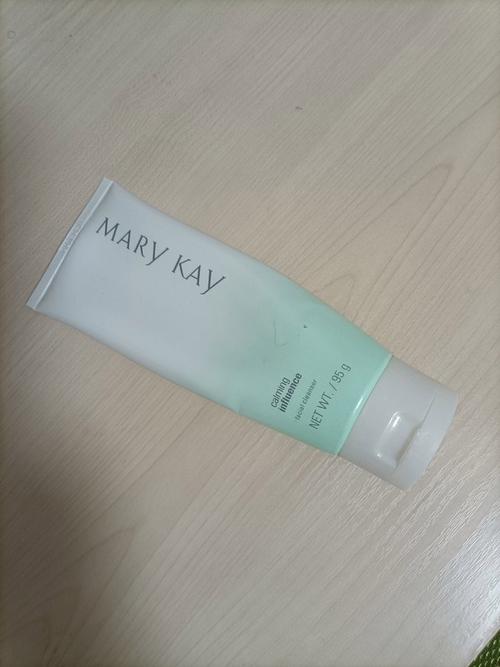 MARY KAY
calming
influence
facial cleanser
NET WT. / 95 g